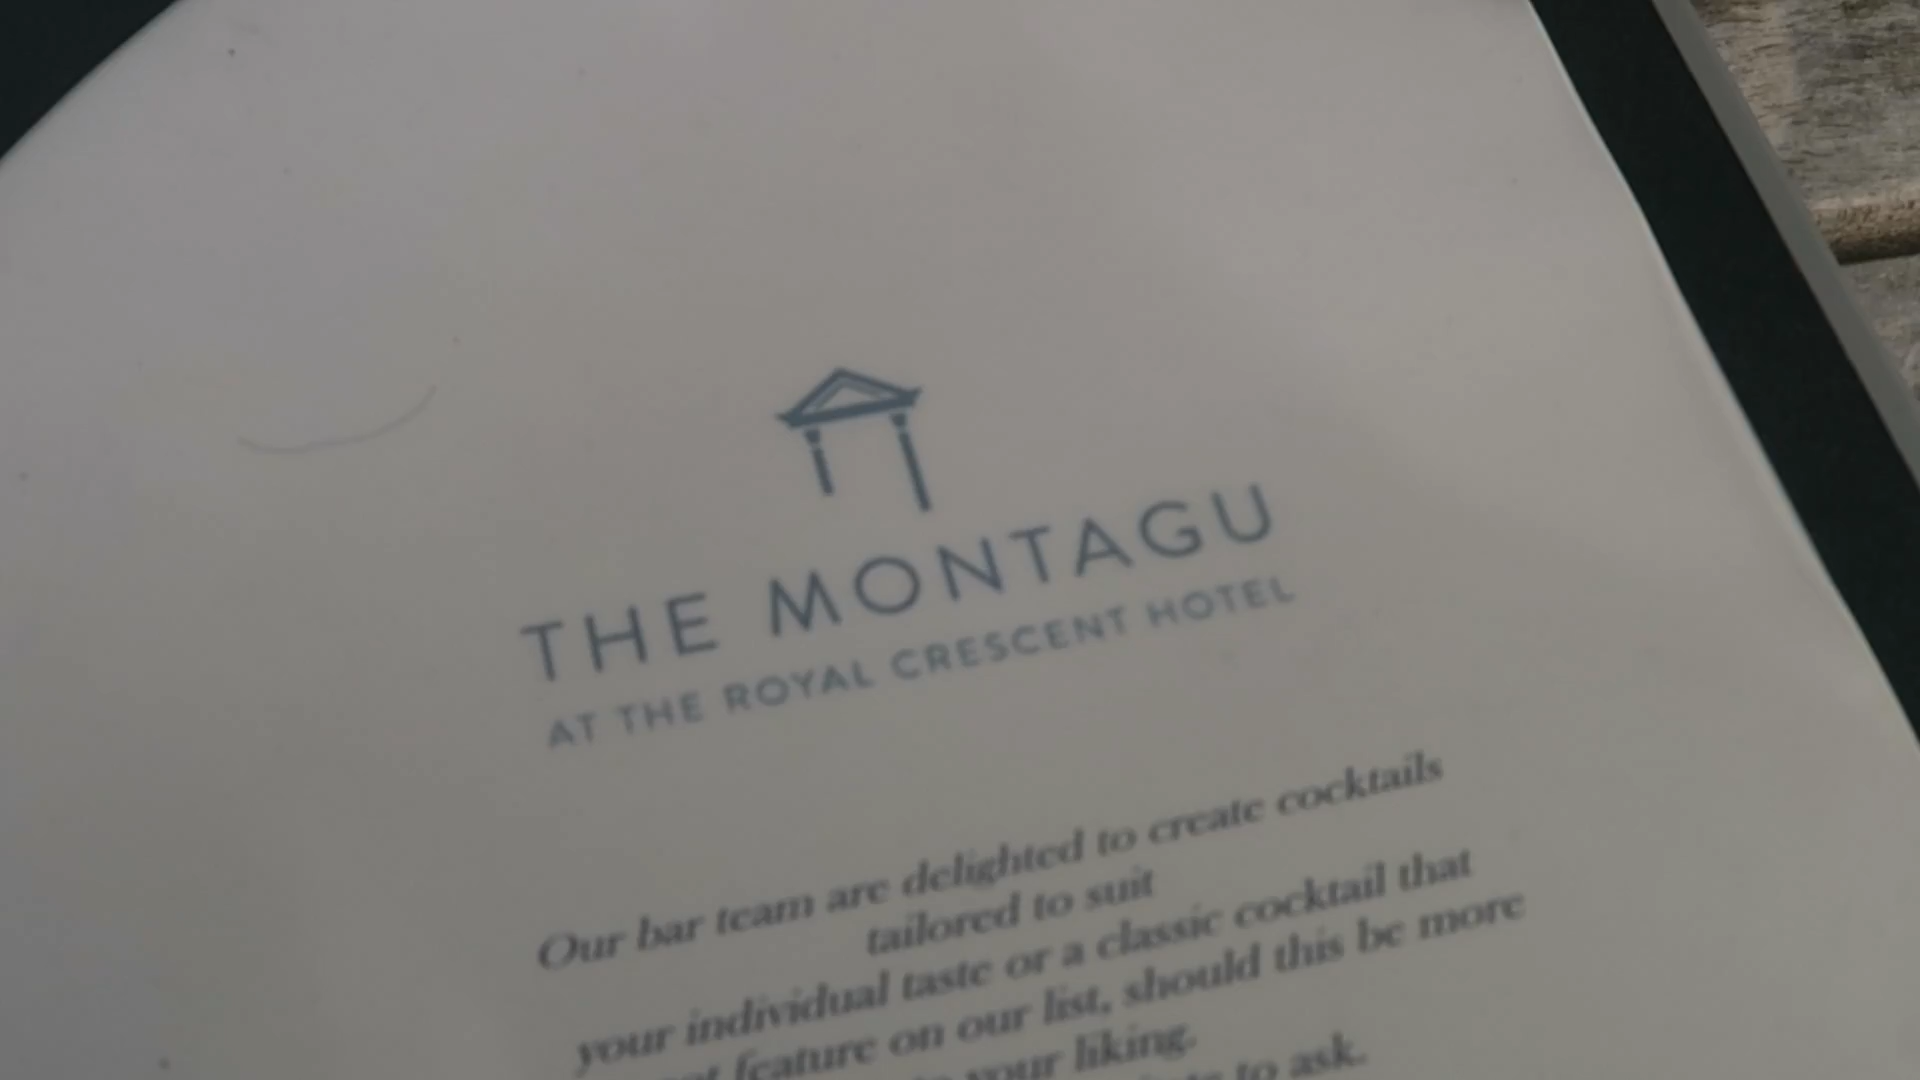 THE MONTAGU
AT THE ROYAL CRESCENT HOTEL
Our bar team are delighted to create cocktails
tailored to suit
your individual taste or a classic cocktail that
feature on our list, should this be more
your liking.
to ask.